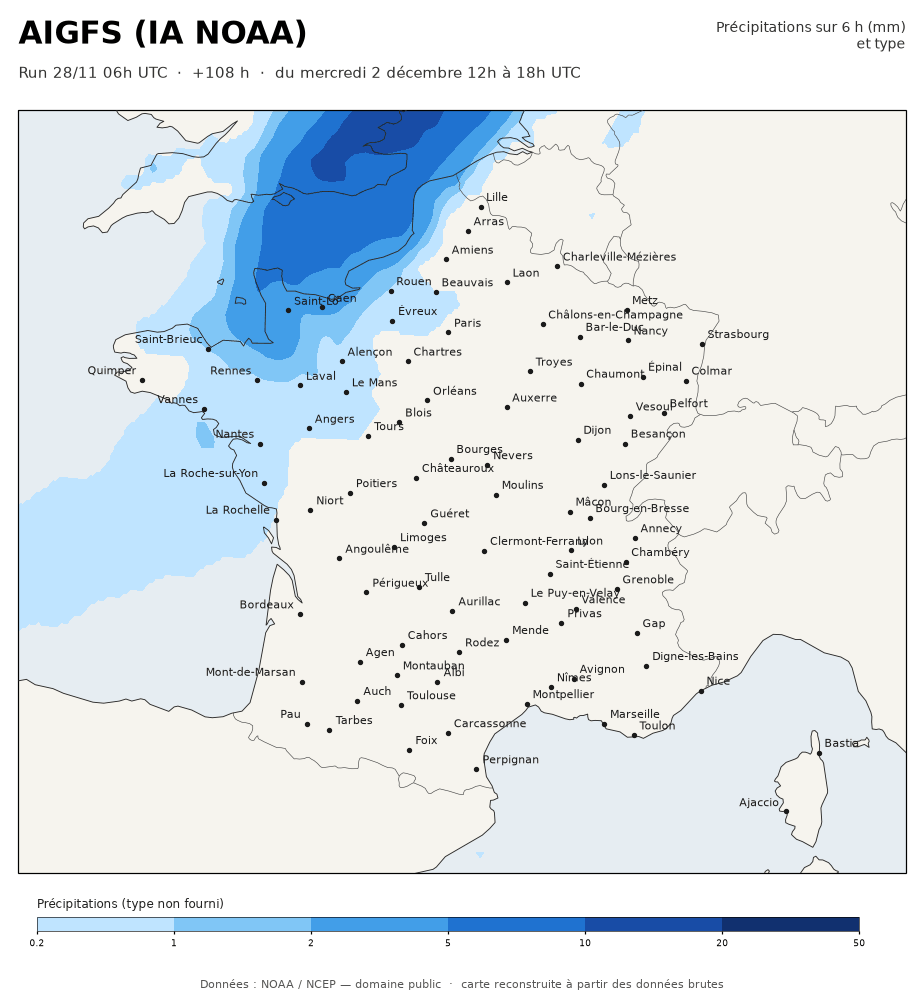 AIGFS (IA NOAA)
Précipitations sur 6 h (mm)
et type
Run 28/11 06h UTC · +108 h · du mercredi 2 décembre 12h à 18h UTC
Lille
Arras
Amiens
Charleville-Mézières
Laon
Rouen
Beauvais
Saint-Lô
Caen
Metz
Évreux
Châlons-en-Champagne
Paris
Bar-le-Duc
Nancy
Strasbourg
Saint-Brieuc
Alençon
Chartres
Troyes
Quimper
Rennes
Laval
Le Mans
Chaumont
Épinal
Colmar
Vannes
Orléans
Auxerre
Vesoul
Belfort
Angers
Blois
Tours
Nantes
Dijon
Besançon
Bourges
Nevers
La Roche-sur-Yon
Châteauroux
Poitiers
Moulins
Lons-le-Saunier
Niort
La Rochelle
Guéret
Mâcon
Bourg-en-Bresse
Annecy
Angoulême
Limoges
Clermont-Ferrand
Lyon
Chambéry
Saint-Étienne
Périgueux
Tulle
Grenoble
Bordeaux
Aurillac
Le Puy-en-Velay
Valence
Privas
Cahors
Rodez
Mende
Gap
Agen
Digne-les-Bains
Mont-de-Marsan
Montauban
Albi
Nîmes
Avignon
Nice
Auch
Toulouse
Montpellier
Pau
Tarbes
Carcassonne
Marseille
Toulon
Foix
Bastia
Perpignan
Ajaccio
Précipitations (type non fourni)
0.2 1 2 5 10 20 50
Données : NOAA / NCEP — domaine public · carte reconstruite à partir des données brutes